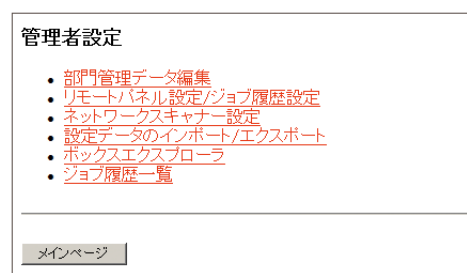 管理者設定
部門管理データ編集
リモートパネル設定/ジョブ履歴設定
ネットワークスキャナー設定
設定データのインポート/エクスポート
ボックスエクスプローラ
ジョブ履歴一覧
メインページ